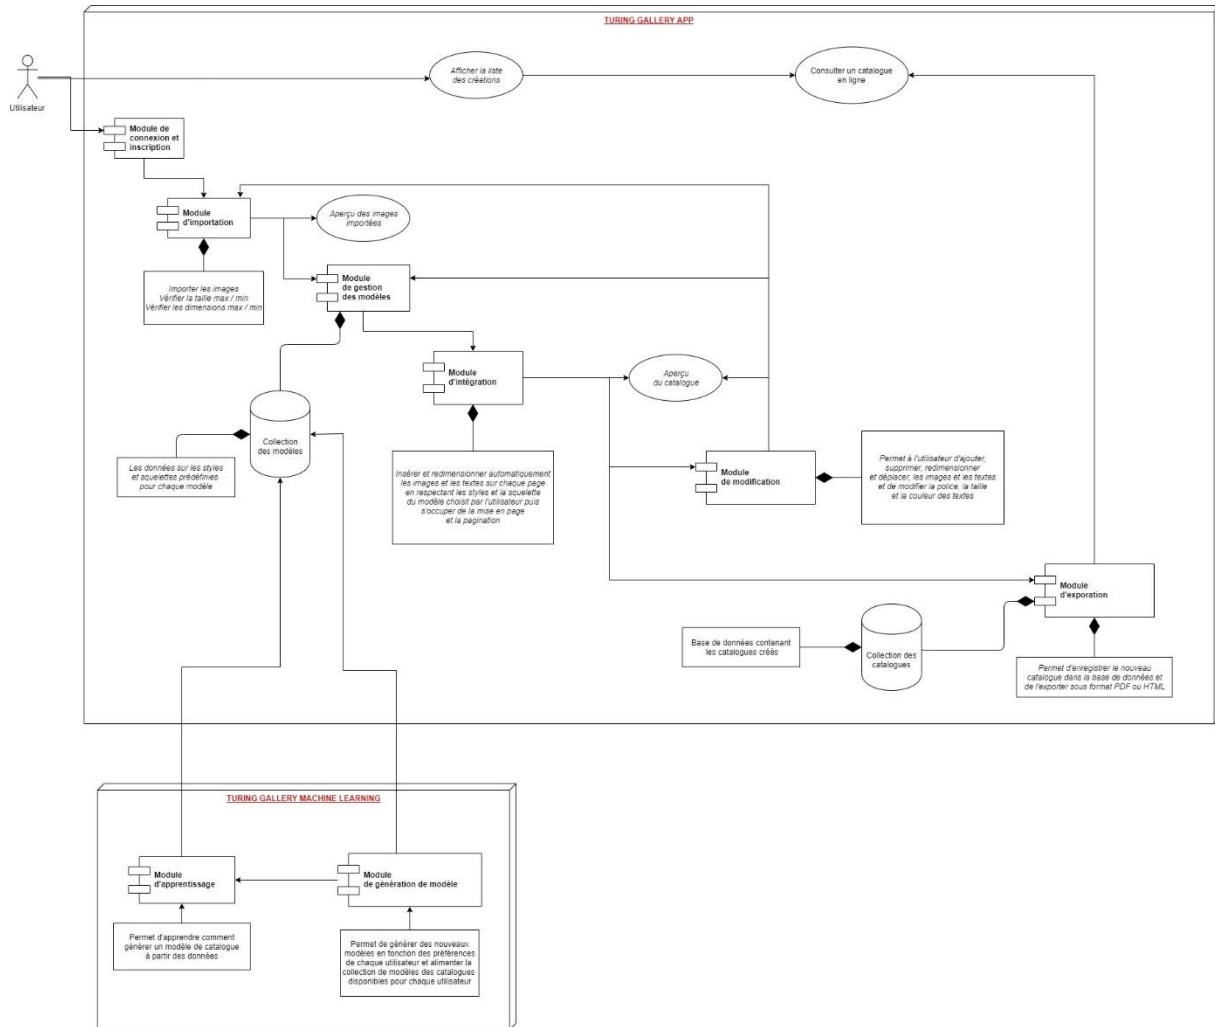 TURING GALLERY APP
Utilisateur
Afficher la liste
des créations
Consulter un catalogue
en ligne
Module de
connexion et
inscription
Module
d'importation
Aperçu des images
importées
Importer les images
Vérifier la taille max / min
Vérifier les dimensions max / min
Module
de gestion
des modèles
Module
d'intégration
Aperçu
du catalogue
Collection
des modèles
Les données sur les styles
et squelettes prédéfinies
pour chaque modèle
Insérer et redimensionner automatiquement
les images et les textes sur chaque page
en respectant les styles et la squelette
du modèle choisit par l'utilisateur puis
s'occuper de la mise en page
et la pagination
Module
de modification
Permet à l'utilisateur d'ajouter,
supprimer, redimensionner
et déplacer, les images et les textes
et de modifier la police, la taille
et la couleur des textes
Module
d'exporation
Base de données contenant
les catalogues créés
Collection des
catalogues
Permet d'enregistrer le nouveau
catalogue dans la base de données et
de l'exporter sous format PDF ou HTML
TURING GALLERY MACHINE LEARNING
Module
d'apprentissage
Module
de génération de modèle
Permet d'apprendre comment
générer un modèle de catalogue
à partir des données
Permet de générer des nouveaux
modèles en fonction des préférences
de chaque utilisateur et alimenter la
collection de modèles des catalogues
disponibles pour chaque utilisateur